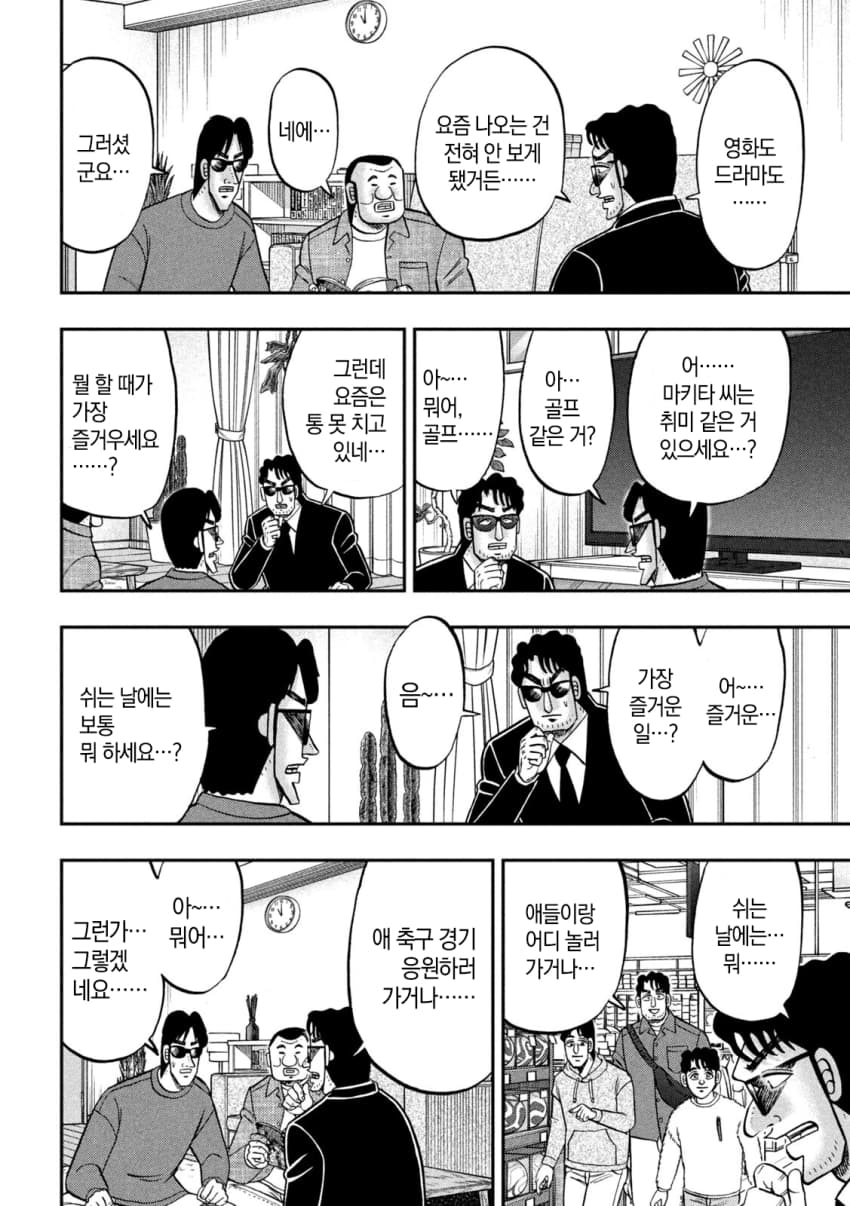 영화도
드라마도
……
요즘 나오는 건
전혀 안 보게
됐거든……
네에…
그러셨
군요…
어……
마키타 씨는
취미 같은 거
있으세요…?
아…
골프
같은 거?
아~…
뭐어,
골프……
그런데
요즘은
통 못 치고
있네…
뭘 할 때가
가장
즐거우세요
……?
어~…
즐거운…
가장
즐거운
일…?
음~…
쉬는 날에는
보통
뭐 하세요…?
쉬는
날에는…
뭐…
애들이랑
어디 놀러
가거나…
애 축구 경기
응원하러
가거나……
아~…
뭐어…
그런가…
그렇겠
네요……